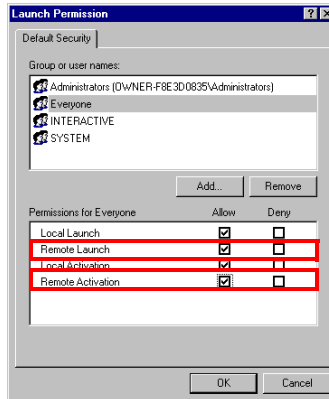 Launch Permission
Default Security
Group or user names:
Administrators (OWNER-F8E3D0835\Administrators)
Everyone
INTERACTIVE
SYSTEM
Add...
Remove
Permissions for Everyone Allow Deny
Local Launch
Remote Launch
Local Activation
Remote Activation
OK
Cancel